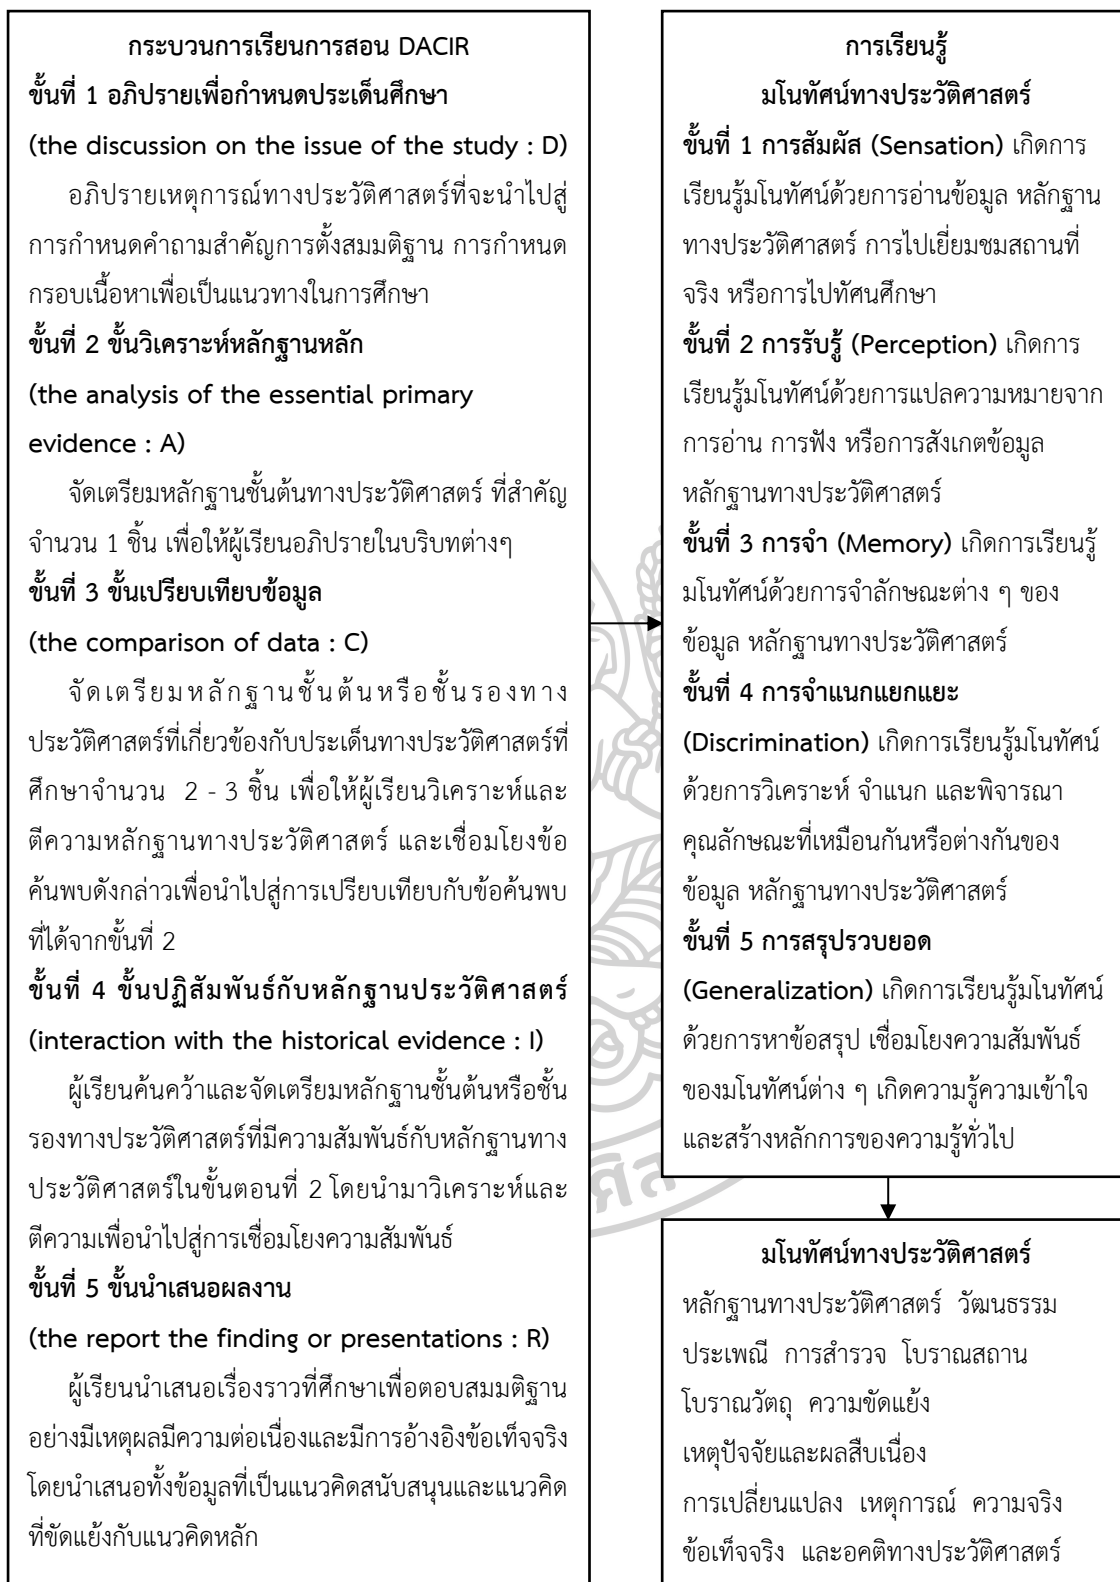 กระบวนการเรียนการสอน DACIR
ขั้นที่ 1 อภิปรายเพื่อกำหนดประเด็นศึกษา
(the discussion on the issue of the study : D)
อภิปรายเหตุการณ์ทางประวัติศาสตร์ที่จะนำไปสู่
การกำหนดคำถามสำคัญการตั้งสมมติฐาน การกำหนด
กรอบเนื้อหาเพื่อเป็นแนวทางในการศึกษา
ขั้นที่ 2 ขั้นวิเคราะห์หลักฐานหลัก
(the analysis of the essential primary
evidence : A)
จัดเตรียมหลักฐานชั้นต้นทางประวัติศาสตร์ ที่สำคัญ
จำนวน 1 ชิ้น เพื่อให้ผู้เรียนอภิปรายในบริบทต่างๆ
ขั้นที่ 3 ขั้นเปรียบเทียบข้อมูล
(the comparison of data : C)
จัดเตรียมหลักฐานชั้นต้นหรือชั้นรองทาง
ประวัติศาสตร์ที่เกี่ยวข้องกับประเด็นทางประวัติศาสตร์ที่
ศึกษาจำนวน 2 - 3 ชิ้น เพื่อให้ผู้เรียนวิเคราะห์และ
ตีความหลักฐานทางประวัติศาสตร์ และเชื่อมโยงข้อ
ค้นพบดังกล่าวเพื่อนำไปสู่การเปรียบเทียบกับข้อค้นพบ
ที่ได้จากขั้นที่ 2
ขั้นที่ 4 ขั้นปฏิสัมพันธ์กับหลักฐานประวัติศาสตร์
(interaction with the historical evidence : I)
ผู้เรียนค้นคว้าและจัดเตรียมหลักฐานชั้นต้นหรือชั้น
รองทางประวัติศาสตร์ที่มีความสัมพันธ์กับหลักฐานทาง
ประวัติศาสตร์ในขั้นตอนที่ 2 โดยนำมาวิเคราะห์และ
ตีความเพื่อนำไปสู่การเชื่อมโยงความสัมพันธ์
ขั้นที่ 5 ขั้นนำเสนอผลงาน
(the report the finding or presentations : R)
ผู้เรียนนำเสนอเรื่องราวที่ศึกษาเพื่อตอบสมมติฐาน
อย่างมีเหตุผลมีความต่อเนื่องและมีการอ้างอิงข้อเท็จจริง
โดยนำเสนอทั้งข้อมูลที่เป็นแนวคิดสนับสนุนและแนวคิด
ที่ขัดแย้งกับแนวคิดหลัก
การเรียนรู้
มโนทัศน์ทางประวัติศาสตร์
ขั้นที่ 1 การสัมผัส (Sensation) เกิดการ
เรียนรู้มโนทัศน์ด้วยการอ่านข้อมูล หลักฐาน
ทางประวัติศาสตร์ การไปเยี่ยมชมสถานที่
จริง หรือการไปทัศนศึกษา
ขั้นที่ 2 การรับรู้ (Perception) เกิดการ
เรียนรู้มโนทัศน์ด้วยการแปลความหมายจาก
การอ่าน การฟัง หรือการสังเกตข้อมูล
หลักฐานทางประวัติศาสตร์
ขั้นที่ 3 การจำ (Memory) เกิดการเรียนรู้
มโนทัศน์ด้วยการจำลักษณะต่าง ๆ ของ
ข้อมูล หลักฐานทางประวัติศาสตร์
ขั้นที่ 4 การจำแนกแยกแยะ
(Discrimination) เกิดการเรียนรู้มโนทัศน์
ด้วยการวิเคราะห์ จำแนก และพิจารณา
คุณลักษณะที่เหมือนกันหรือต่างกันของ
ข้อมูล หลักฐานทางประวัติศาสตร์
ขั้นที่ 5 การสรุปรวบยอด
(Generalization) เกิดการเรียนรู้มโนทัศน์
ด้วยการหาข้อสรุป เชื่อมโยงความสัมพันธ์
ของมโนทัศน์ต่าง ๆ เกิดความรู้ความเข้าใจ
และสร้างหลักการของความรู้ทั่วไป
มโนทัศน์ทางประวัติศาสตร์
หลักฐานทางประวัติศาสตร์ วัฒนธรรม
ประเพณี การสำรวจ โบราณสถาน
โบราณวัตถุ ความขัดแย้ง
เหตุปัจจัยและผลสืบเนื่อง
การเปลี่ยนแปลง เหตุการณ์ ความจริง
ข้อเท็จจริง และอคติทางประวัติศาสตร์